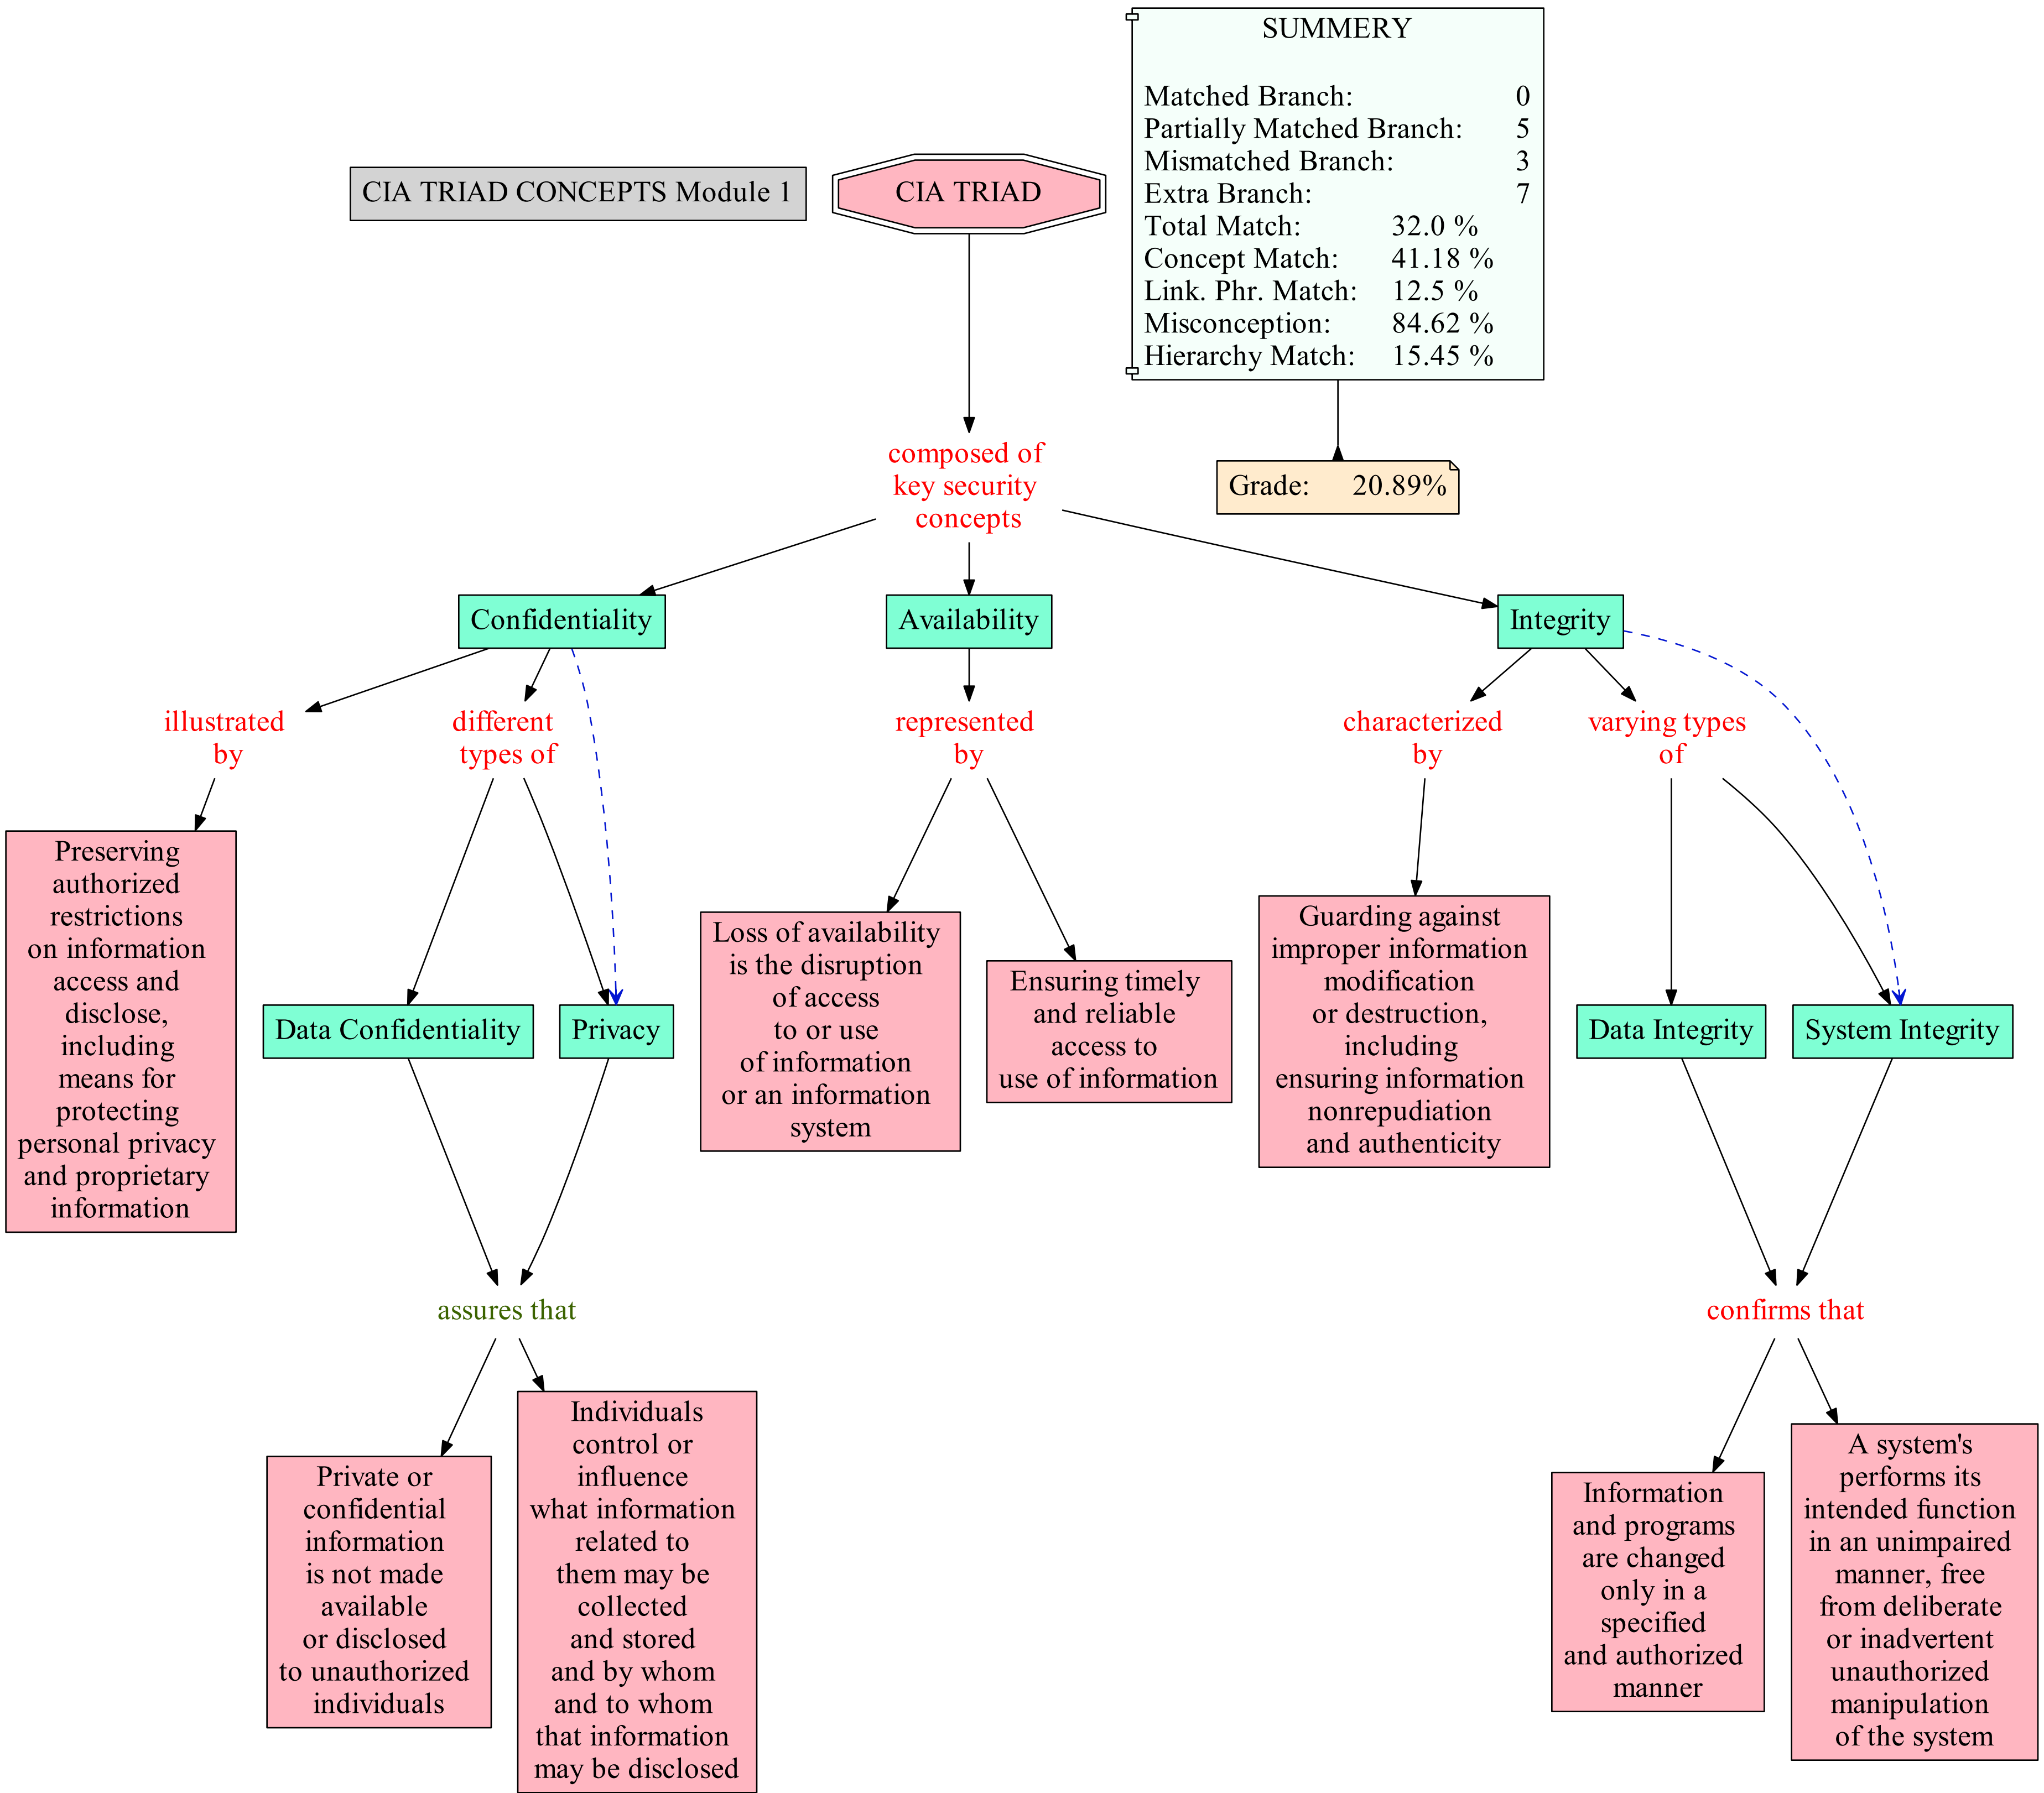 SUMMERY
Matched Branch: 0
Partially Matched Branch: 5
Mismatched Branch: 3
Extra Branch: 7
Total Match: 32.0 %
Concept Match: 41.18 %
Link. Phr. Match: 12.5 %
Misconception: 84.62 %
Hierarchy Match: 15.45 %
CIA TRIAD CONCEPTS Module 1
CIA TRIAD
composed of
key security
concepts
Grade: 20.89%
Confidentiality
Availability
Integrity
illustrated
by
different
types of
represented
by
characterized
by
varying types
of
Preserving
authorized
restrictions
on information
access and
disclose,
including
means for
protecting
personal privacy
and proprietary
information
Data Confidentiality
Privacy
Loss of availability
is the disruption
of access
to or use
of information
or an information
system
Ensuring timely
and reliable
access to
use of information
Guarding against
improper information
modification
or destruction,
including
ensuring information
nonrepudiation
and authenticity
Data Integrity
System Integrity
assures that
confirms that
Private or
confidential
information
is not made
available
or disclosed
to unauthorized
individuals
Individuals
control or
influence
what information
related to
them may be
collected
and stored
and by whom
and to whom
that information
may be disclosed
Information
and programs
are changed
only in a
specified
and authorized
manner
A system's
performs its
intended function
in an unimpaired
manner, free
from deliberate
or inadvertent
unauthorized
manipulation
of the system